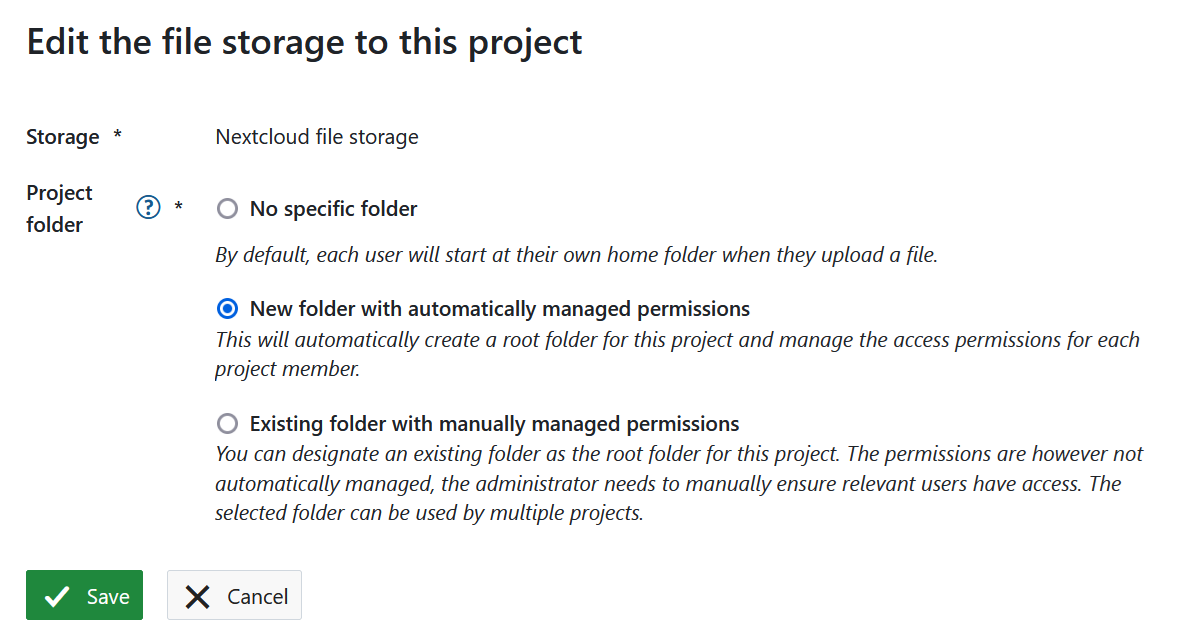 Edit the file storage to this project
Storage * Nextcloud file storage
Project folder ? *
No specific folder
By default, each user will start at their own home folder when they upload a file.
New folder with automatically managed permissions
This will automatically create a root folder for this project and manage the access permissions for each
project member.
Existing folder with manually managed permissions
You can designate an existing folder as the root folder for this project. The permissions are however not
automatically managed, the administrator needs to manually ensure relevant users have access. The
selected folder can be used by multiple projects.
Save Cancel